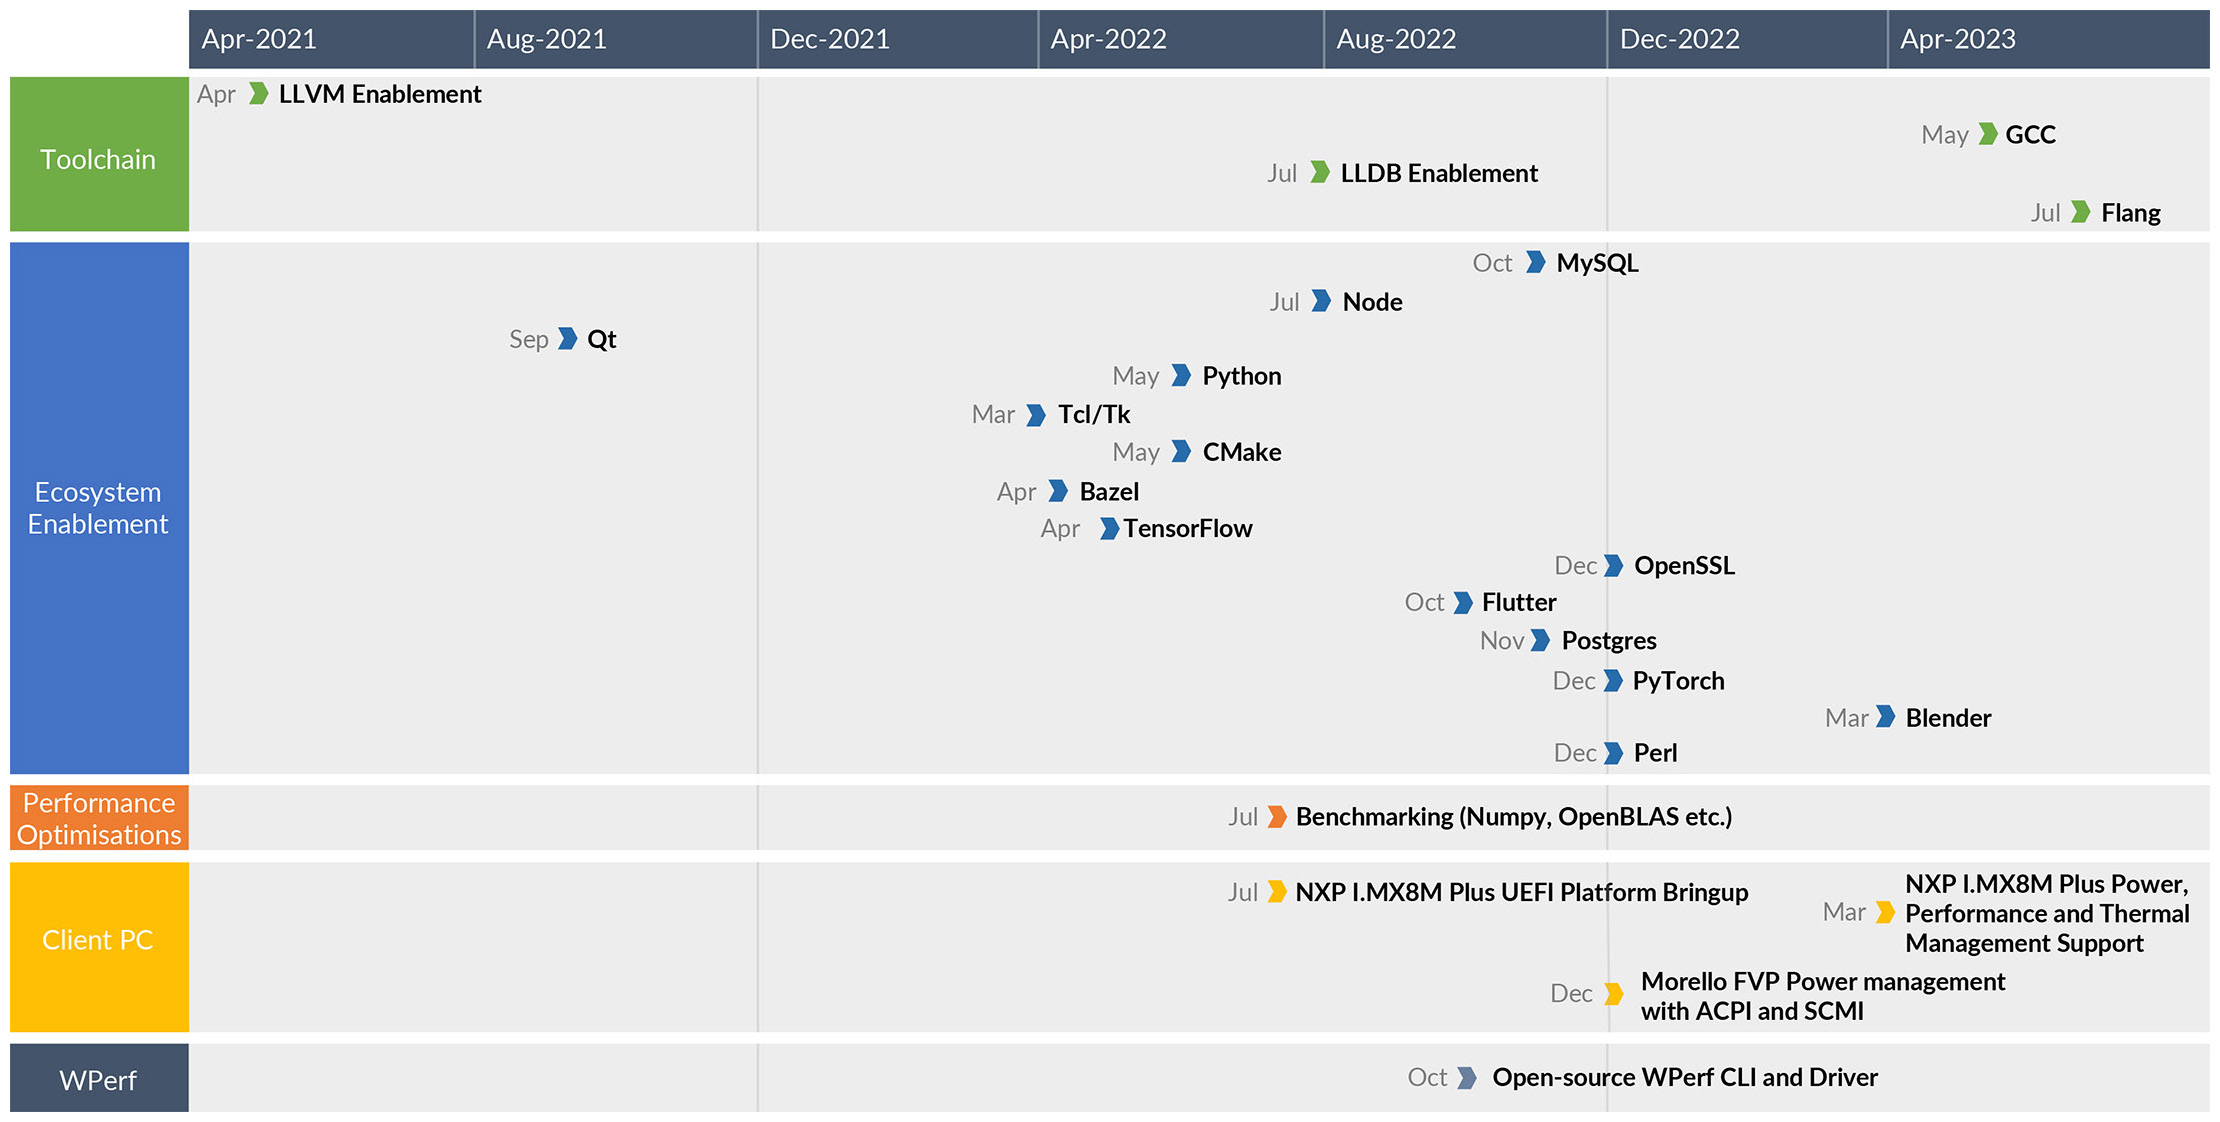 Apr-2021 Aug-2021 Dec-2021 Apr-2022 Aug-2022 Dec-2022 Apr-2023
Toolchain
Apr LLVM Enablement
May GCC
Jul LLDB Enablement
Jul Flang
Ecosystem
Enablement
Oct MySQL
Jul Node
Sep Qt
May Python
Mar Tcl/Tk
May CMake
Apr Bazel
Apr TensorFlow
Dec OpenSSL
Oct Flutter
Nov Postgres
Dec PyTorch
Mar Blender
Dec Perl
Performance
Optimisations
Jul Benchmarking (Numpy, OpenBLAS etc.)
Client PC
Jul NXP I.MX8M Plus UEFI Platform Bringup
Mar NXP I.MX8M Plus Power,
Performance and Thermal
Management Support
Dec Morello FVP Power management
with ACPI and SCMI
WPerf
Oct Open-source WPerf CLI and Driver